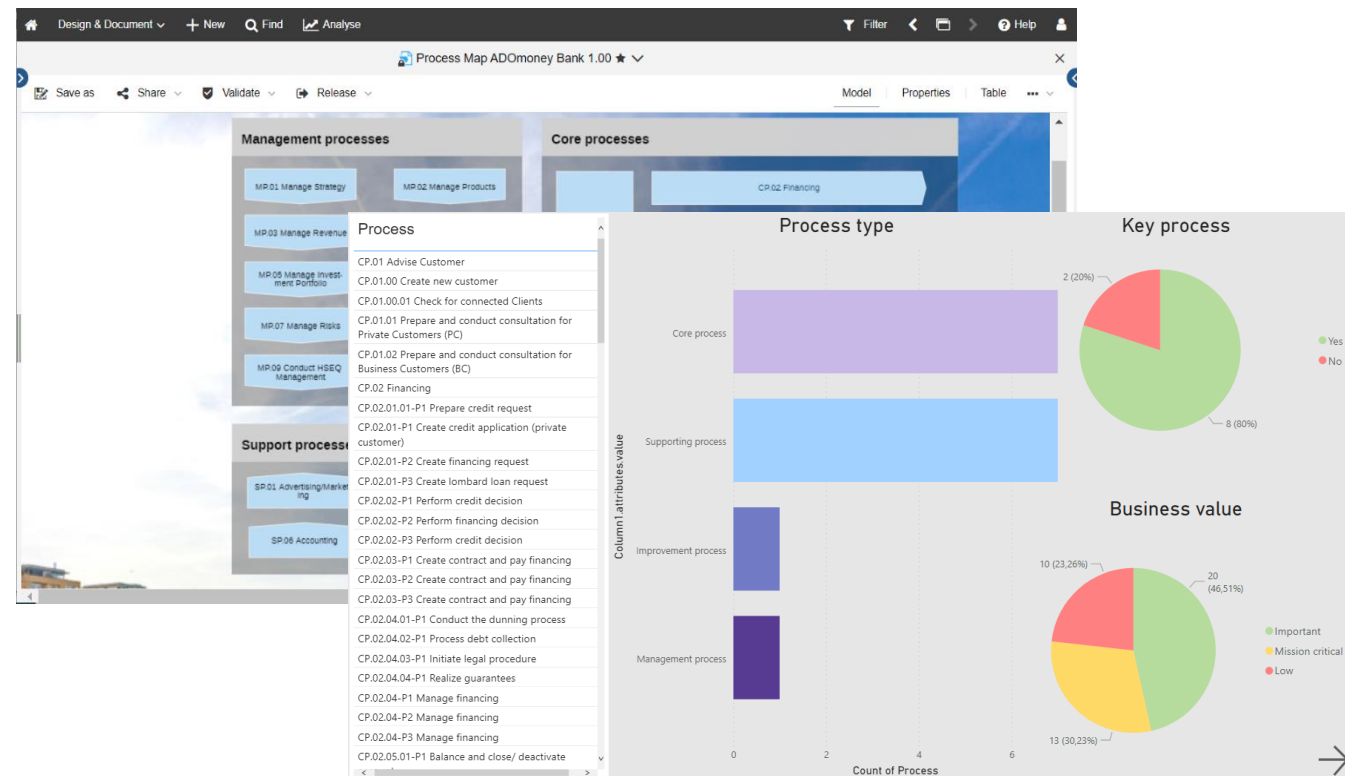 Design & Document
New
Find
Analyse
Filter
Help
Process Map ADOmoney Bank 1.00
Save as
Share
Validate
Release
Model
Properties
Table
Management processes
MP.01 Manage Strategy
MP.02 Manage Products
MP.03 Manage Revenue
MP.05 Manage Invest-
ment Portfolio
MP.07 Manage Risks
MP.09 Conduct HSEQ
Management
Core processes
CP.02 Financing
Support processe
SP.01 Advertising/Market
ing
SP.06 Accounting
Process
CP.01 Advise Customer
CP.01.00 Create new customer
CP.01.00.01 Check for connected Clients
CP.01.01 Prepare and conduct consultation for
Private Customers (PC)
CP.01.02 Prepare and conduct consultation for
Business Customers (BC)
CP.02 Financing
CP.02.01.01-P1 Prepare credit request
CP.02.01-P1 Create credit application (private
customer)
CP.02.01-P2 Create financing request
CP.02.01-P3 Create lombard loan request
CP.02.02-P1 Perform credit decision
CP.02.02-P2 Perform financing decision
CP.02.02-P3 Perform credit decision
CP.02.03-P1 Create contract and pay financing
CP.02.03-P2 Create contract and pay financing
CP.02.03-P3 Create contract and pay financing
CP.02.04.01-P1 Conduct the dunning process
CP.02.04.02-P1 Process debt collection
CP.02.04.03-P1 Initiate legal procedure
CP.02.04.04-P1 Realize guarantees
CP.02.04-P1 Manage financing
CP.02.04-P2 Manage financing
CP.02.04-P3 Manage financing
CP.02.05.01-P1 Balance and close/ deactivate
Process type
Column1.attributes.value
Core process
Supporting process
Improvement process
Management process
0
2
4
6
Count of Process
Key process
2 (20%)
8 (80%)
Yes
No
Business value
10 (23,26%)
20
(46,51%)
13 (30,23%)
Important
Mission critical
Low